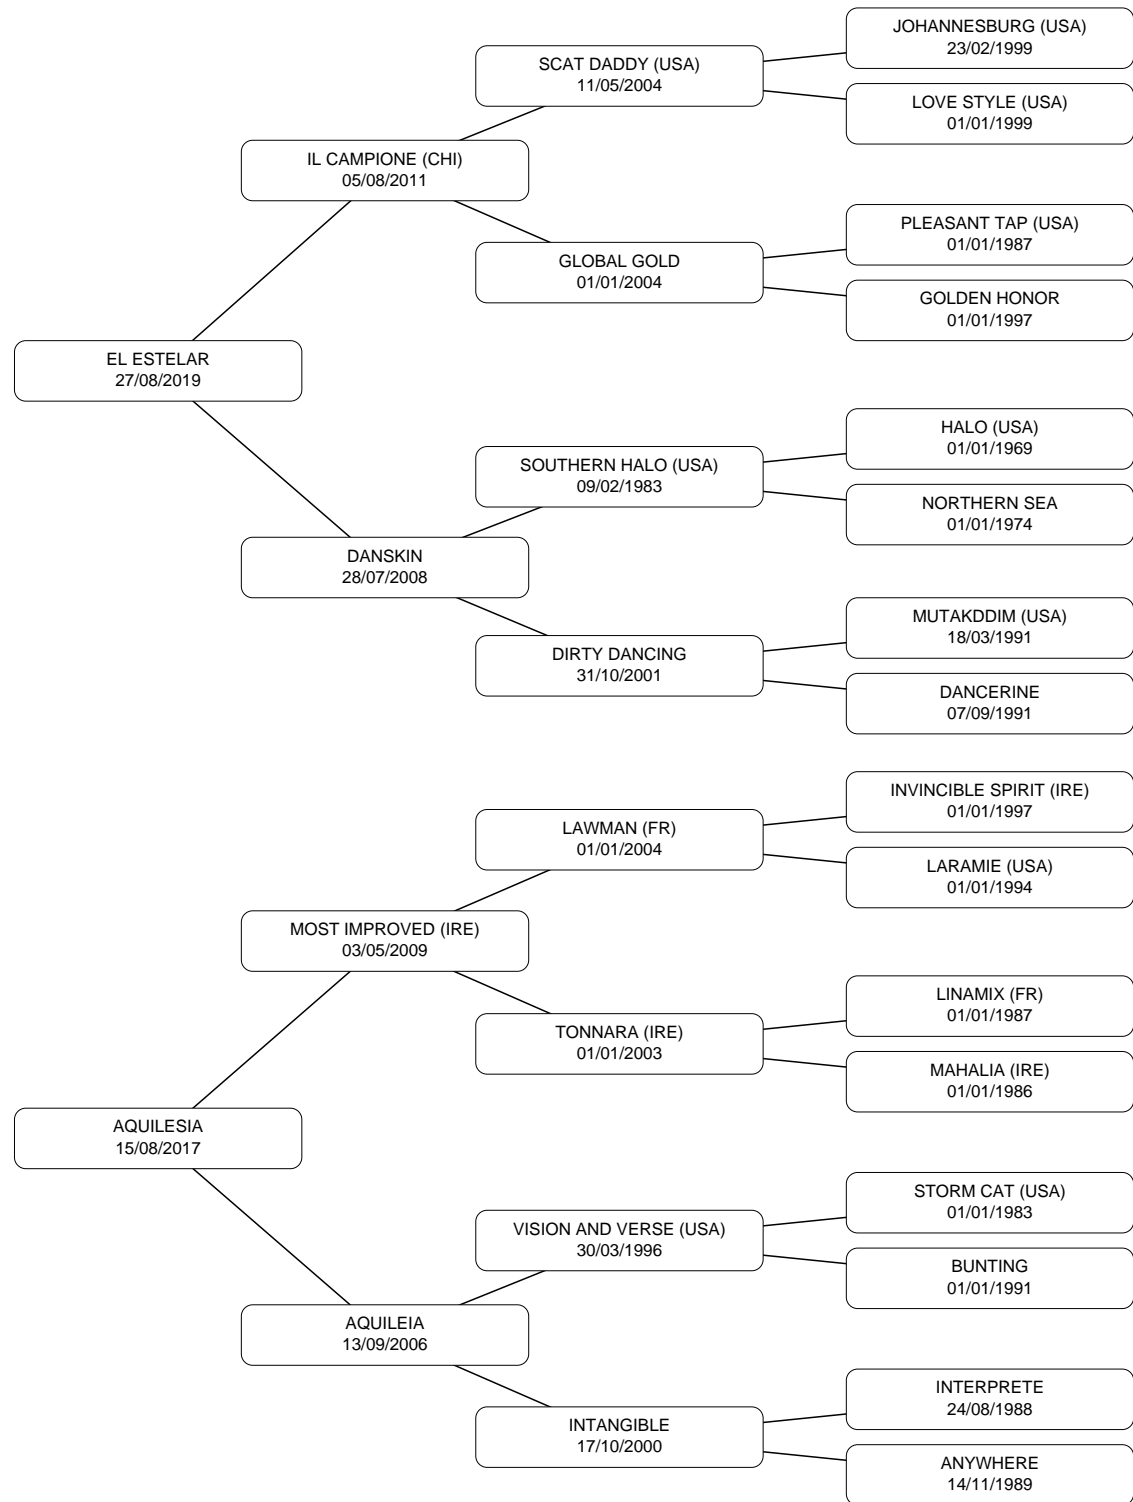 JOHANNESBURG (USA)
23/02/1999
SCAT DADDY (USA)
11/05/2004
LOVE STYLE (USA)
01/01/1999
IL CAMPIONE (CHI)
05/08/2011
PLEASANT TAP (USA)
01/01/1987
GLOBAL GOLD
01/01/2004
GOLDEN HONOR
01/01/1997
EL ESTELAR
27/08/2019
HALO (USA)
01/01/1969
SOUTHERN HALO (USA)
09/02/1983
NORTHERN SEA
01/01/1974
DANSKIN
28/07/2008
MUTAKDDIM (USA)
18/03/1991
DIRTY DANCING
31/10/2001
DANCERINE
07/09/1991
INVINCIBLE SPIRIT (IRE)
01/01/1997
LAWMAN (FR)
01/01/2004
LARAMIE (USA)
01/01/1994
MOST IMPROVED (IRE)
03/05/2009
LINAMIX (FR)
01/01/1987
TONNARA (IRE)
01/01/2003
MAHALIA (IRE)
01/01/1986
AQUILESIA
15/08/2017
STORM CAT (USA)
01/01/1983
VISION AND VERSE (USA)
30/03/1996
BUNTING
01/01/1991
AQUILEIA
13/09/2006
INTERPRETE
24/08/1988
INTANGIBLE
17/10/2000
ANYWHERE
14/11/1989